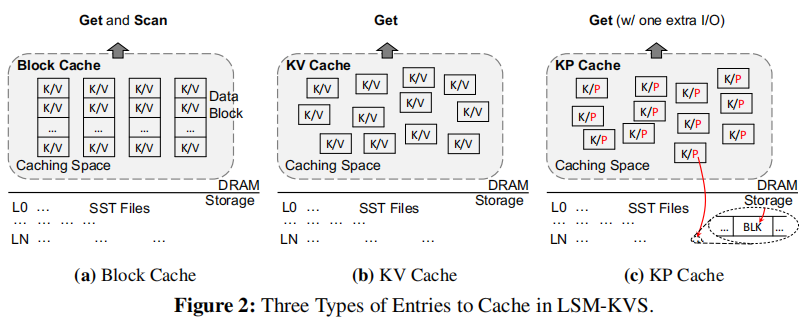 Get and Scan
Block Cache
K/V K/V K/V K/V
K/V K/V K/V K/V
... ... ... ...
K/V K/V K/V K/V
Data
Block
Caching Space
DRAM
Storage
L0 ... SST Files
... ... ... ...
LN ... ... ...
(a) Block Cache
Get
KV Cache
K/V K/V K/V K/V
K/V K/V K/V K/V
K/V K/V K/V K/V
Caching Space
DRAM
Storage
L0 ... SST Files
... ... ... ...
LN ... ... ...
(b) KV Cache
Get (w/ one extra I/O)
KP Cache
K/P K/P K/P
K/P K/P K/P K/P
K/P K/P K/P
K/P
Caching Space
DRAM
Storage
L0 ... SST Files
... ... ... ...
LN ... ...
... BLK ...
(c) KP Cache
Figure 2: Three Types of Entries to Cache in LSM-KVS.